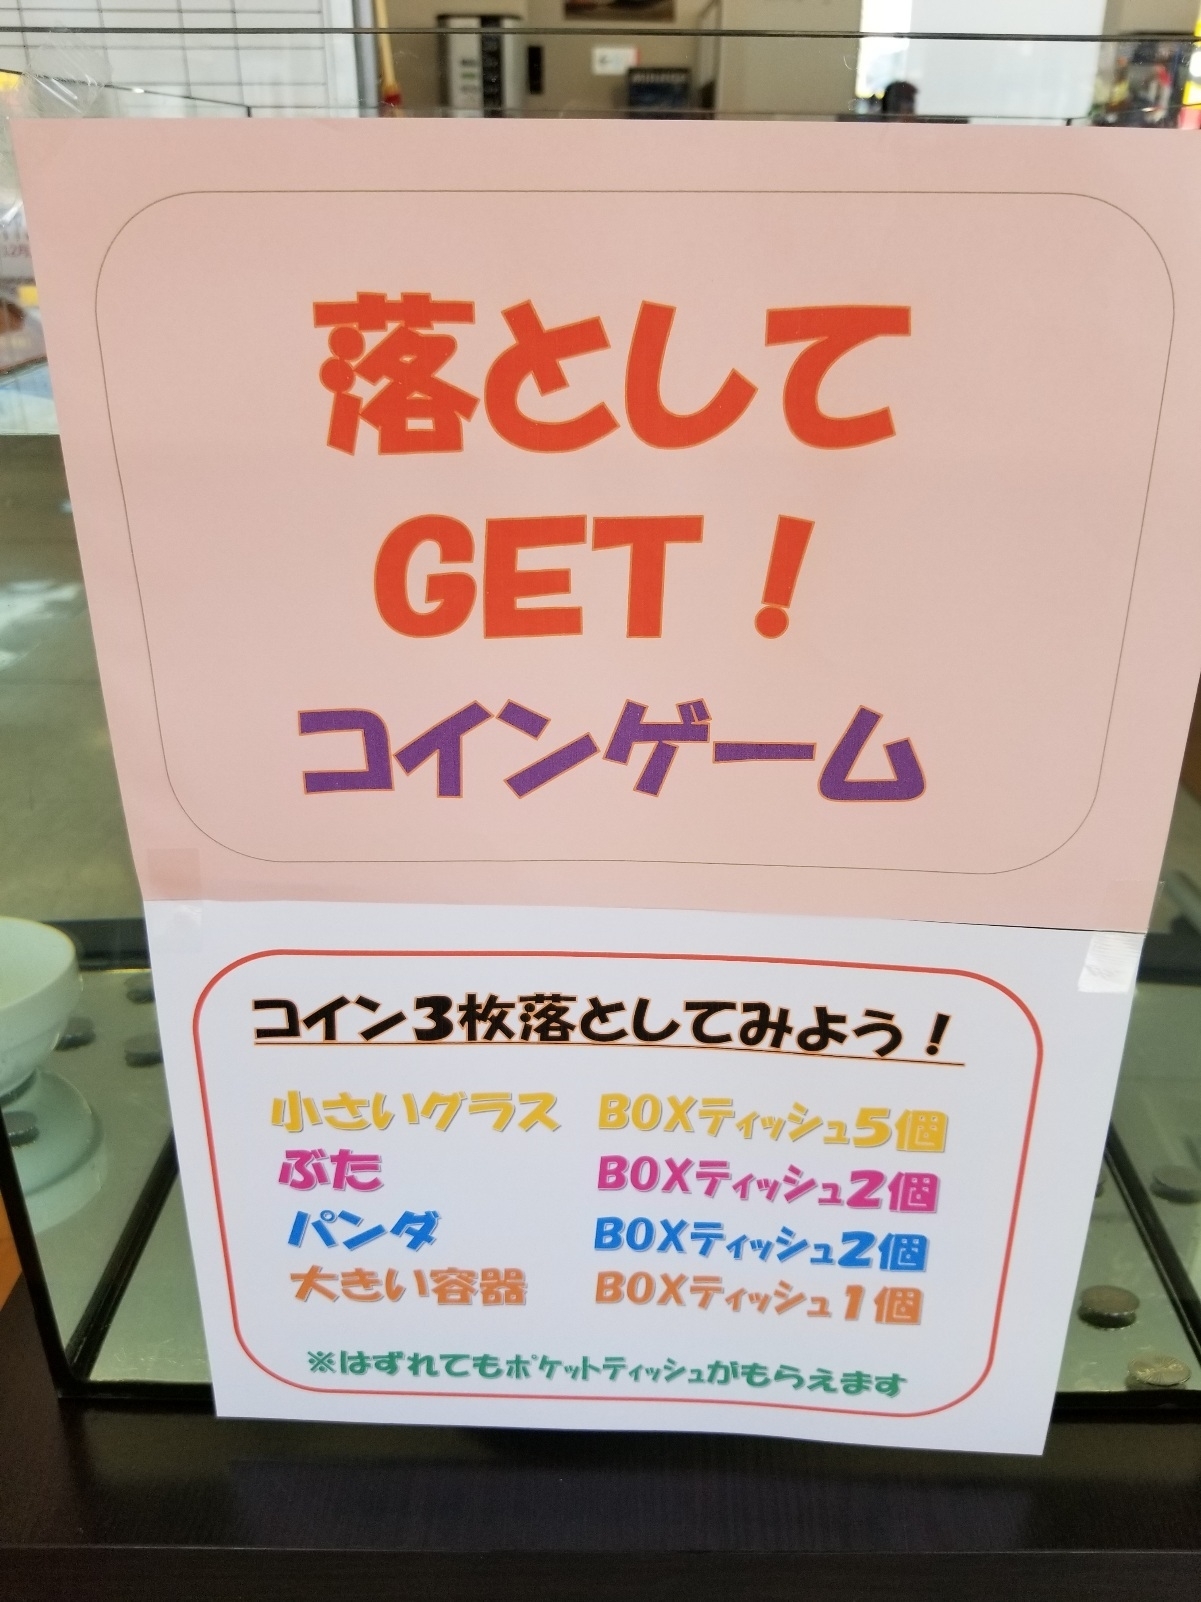 落として
GET！
コインゲーム
コイン3枚落としてみよう！
小さいグラス BOXティッシュ5個
ぶた BOXティッシュ2個
パンダ BOXティッシュ2個
大きい容器 BOXティッシュ1個
※はずれてもポケットティッシュがもらえます